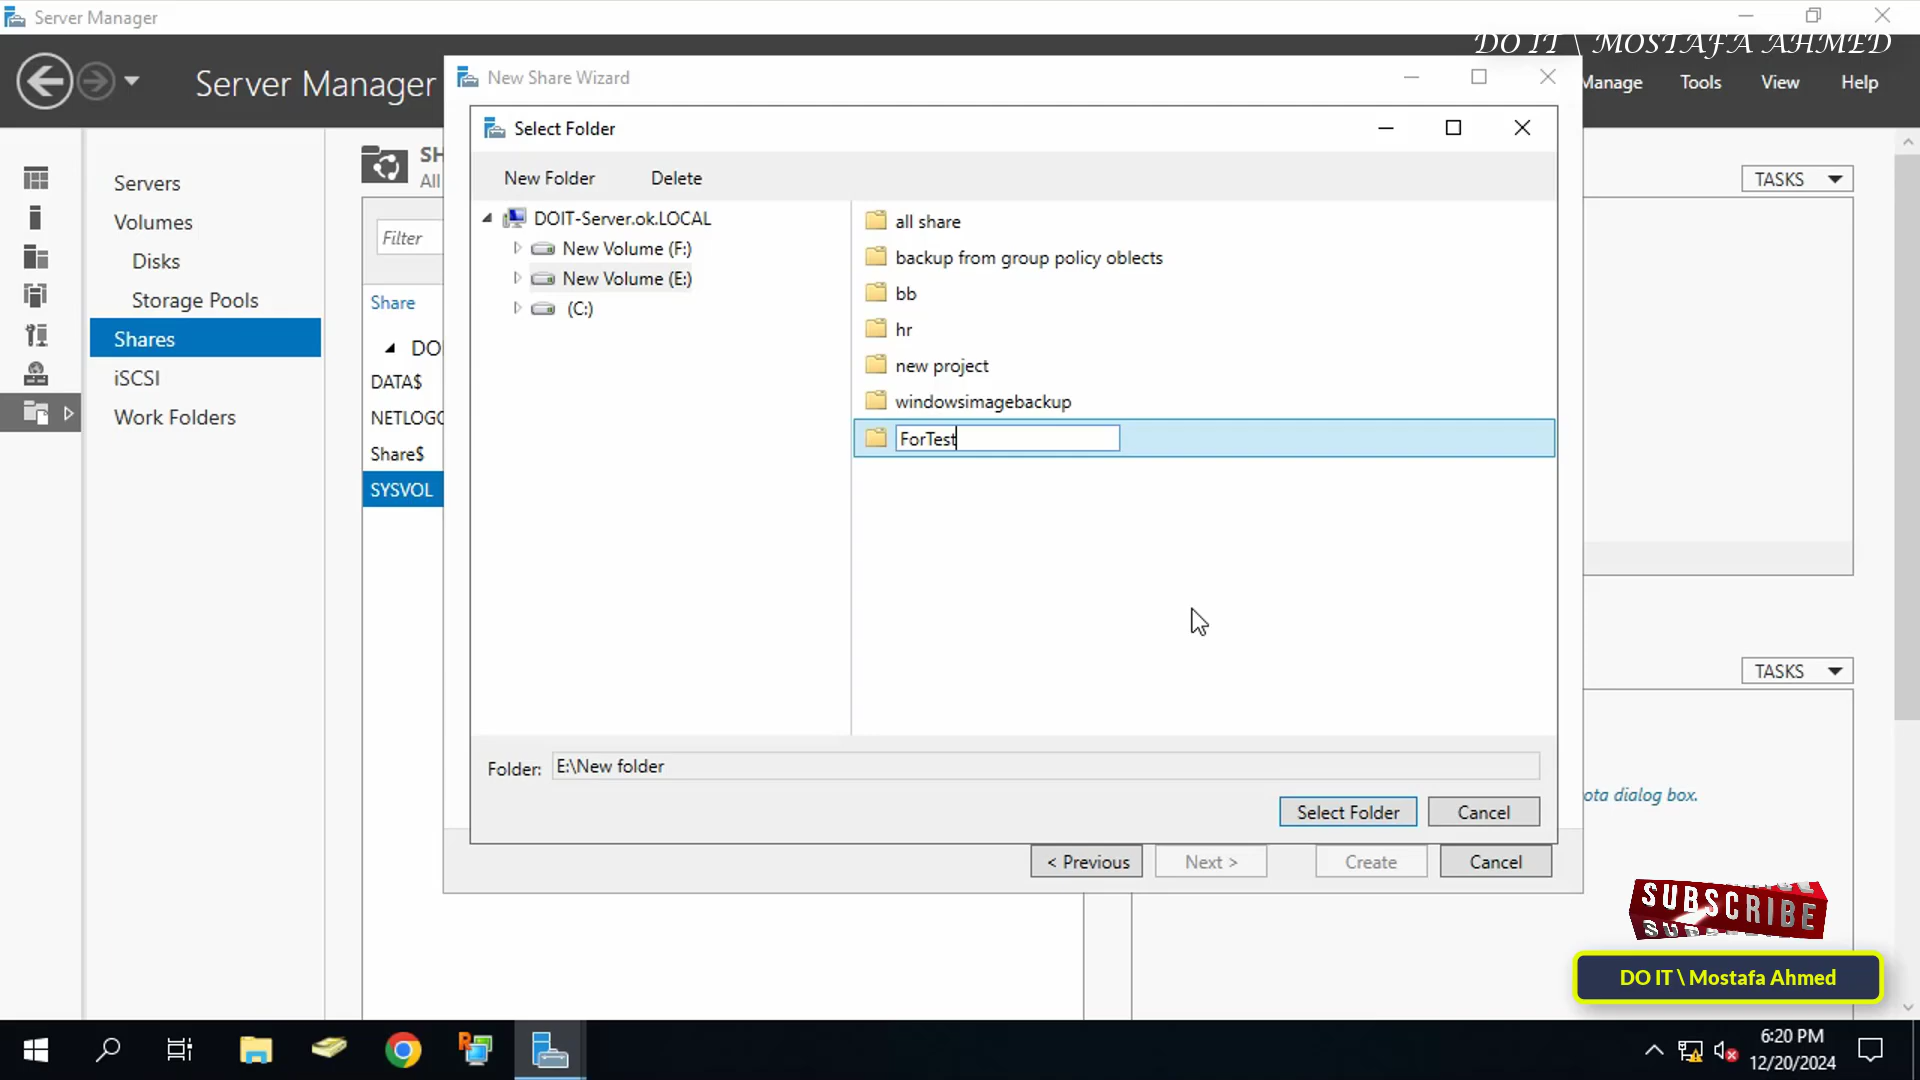 Server Manager
DO IT \ MOSTAFA AHMED
Server Manager
New Share Wizard
Manage
Tools
View
Help
Select Folder
New Folder
Delete
Servers
Volumes
Disks
Storage Pools
Shares
iSCSI
Work Folders
SH
All
TASKS
Filter
Share
DO
DATA$
NETLOGO
Share$
SYSVOL
DOIT-Server.ok.LOCAL
New Volume (F:)
New Volume (E:)
(C:)
all share
backup from group policy oblects
bb
hr
new project
windowsimagebackup
ForTest
TASKS
Folder:
E:\New folder
ota dialog box.
Select Folder
Cancel
< Previous
Next >
Create
Cancel
SUBSCRIBE
DO IT \ Mostafa Ahmed
6:20 PM
12/20/2024